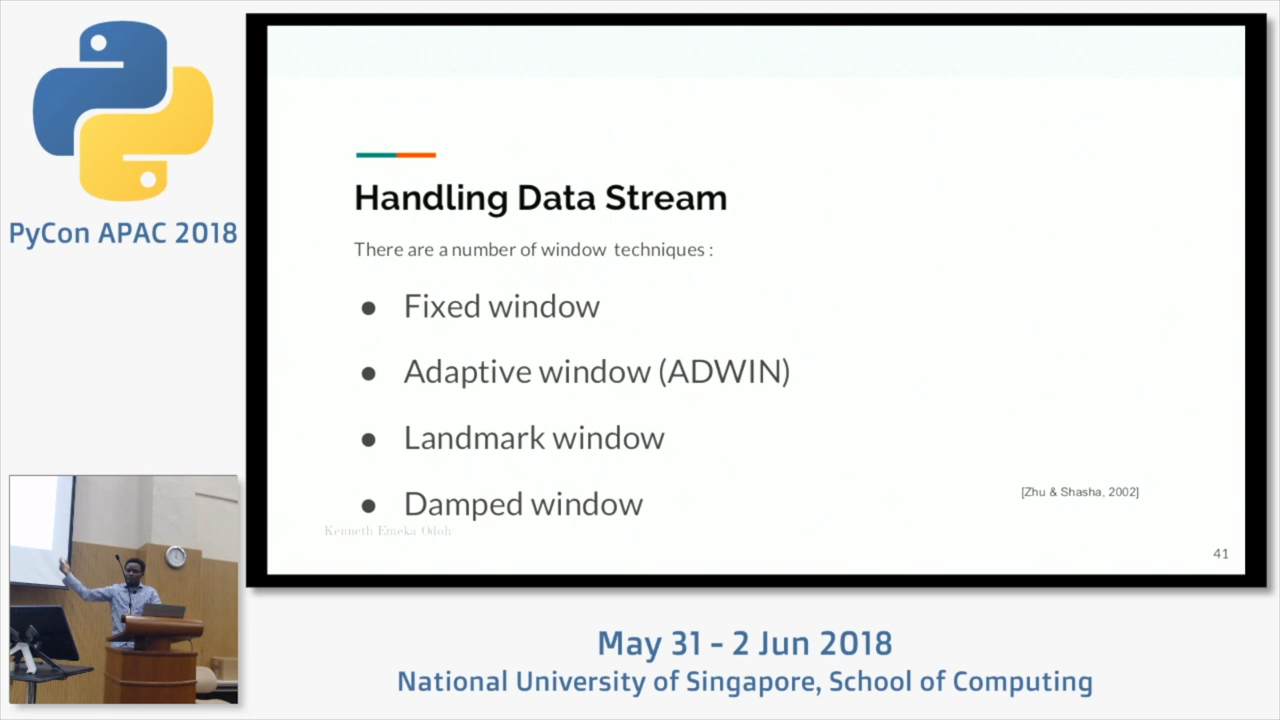 PyCon APAC 2018
Handling Data Stream
There are a number of window techniques :
● Fixed window
● Adaptive window (ADWIN)
● Landmark window
● Damped window
[Zhu & Shasha, 2002]
Kenneth Emeka Odoh
41
May 31 - 2 Jun 2018
National University of Singapore, School of Computing